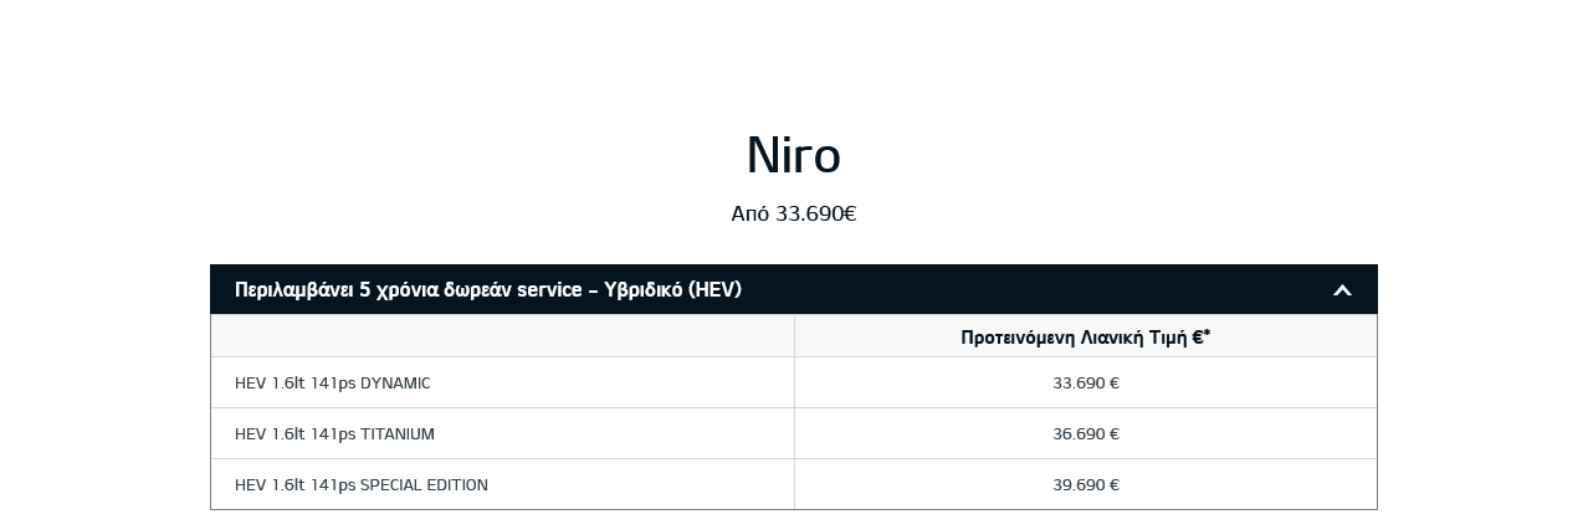 Niro
Από 33.690€
Περιλαμβάνει 5 χρόνια δωρεάν service – Υβριδικό (HEV)
Προτεινόμενη Λιανική Τιμή €*
HEV 1.6lt 141ps DYNAMIC 33.690 €
HEV 1.6lt 141ps TITANIUM 36.690 €
HEV 1.6lt 141ps SPECIAL EDITION 39.690 €